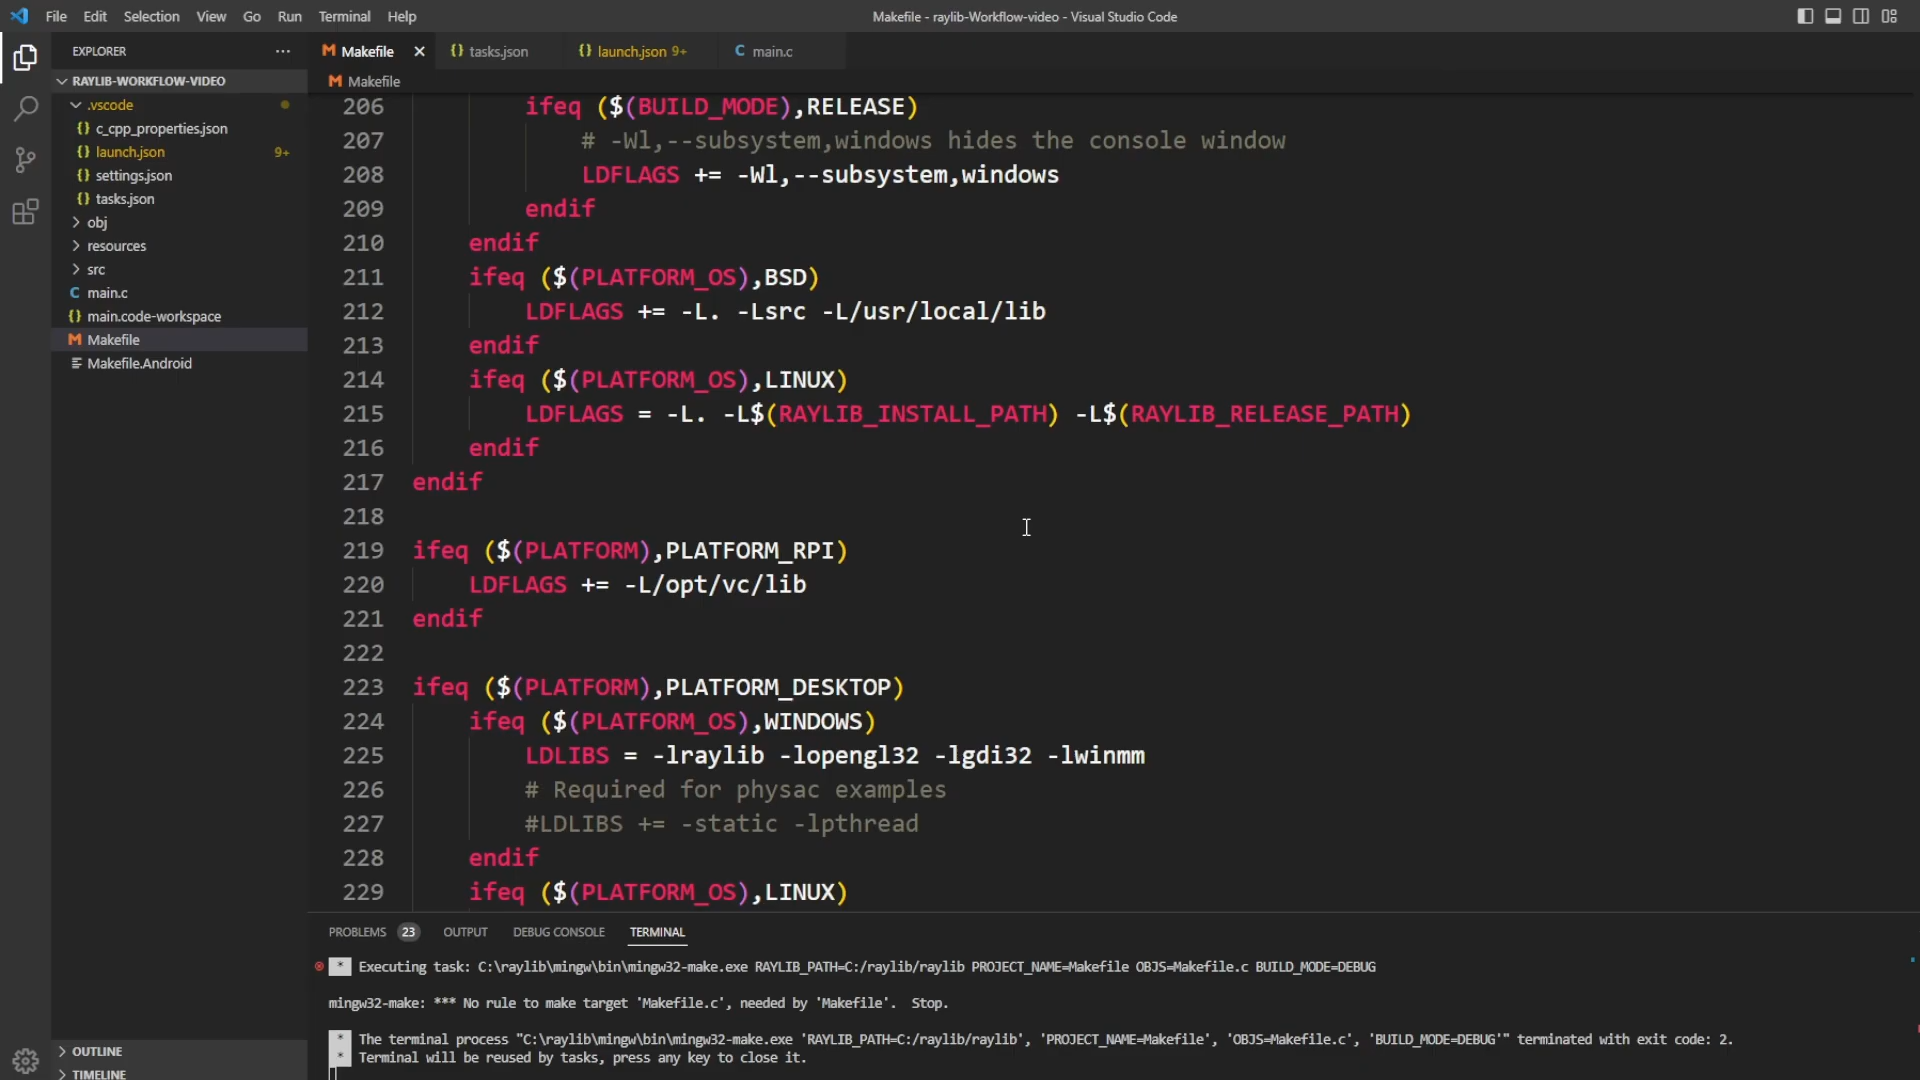 File Edit Selection View Go Run Terminal Help
Makefile - raylib-Workflow-video - Visual Studio Code
EXPLORER
RAYLIB-WORKFLOW-VIDEO
.vscode
{} c_cpp_properties.json
{} launch.json 9+
{} settings.json
{} tasks.json
obj
resources
src
C main.c
{} main.code-workspace
M Makefile
Makefile.Android
OUTLINE
TIMELINE
M Makefile {} tasks.json {} launch.json 9+ C main.c
M Makefile
206 ifeq ($(BUILD_MODE),RELEASE)
207 # -Wl,--subsystem,windows hides the console window
208 LDFLAGS += -Wl,--subsystem,windows
209 endif
210 endif
211 ifeq ($(PLATFORM_OS),BSD)
212 LDFLAGS += -L. -Lsrc -L/usr/local/lib
213 endif
214 ifeq ($(PLATFORM_OS),LINUX)
215 LDFLAGS = -L. -L$(RAYLIB_INSTALL_PATH) -L$(RAYLIB_RELEASE_PATH)
216 endif
217 endif
218
219 ifeq ($(PLATFORM),PLATFORM_RPI)
220 LDFLAGS += -L/opt/vc/lib
221 endif
222
223 ifeq ($(PLATFORM),PLATFORM_DESKTOP)
224 ifeq ($(PLATFORM_OS),WINDOWS)
225 LDLIBS = -lraylib -lopengl32 -lgdi32 -lwinmm
226 # Required for physac examples
227 #LDLIBS += -static -lpthread
228 endif
229 ifeq ($(PLATFORM_OS),LINUX)
PROBLEMS 23 OUTPUT DEBUG CONSOLE TERMINAL
* Executing task: C:\raylib\mingw\bin\mingw32-make.exe RAYLIB_PATH=C:/raylib/raylib PROJECT_NAME=Makefile OBJS=Makefile.c BUILD_MODE=DEBUG
mingw32-make: *** No rule to make target 'Makefile.c', needed by 'Makefile'.  Stop.
* The terminal process "C:\raylib\mingw\bin\mingw32-make.exe 'RAYLIB_PATH=C:/raylib/raylib', 'PROJECT_NAME=Makefile', 'OBJS=Makefile.c', 'BUILD_MODE=DEBUG'" terminated with exit code: 2.
* Terminal will be reused by tasks, press any key to close it.